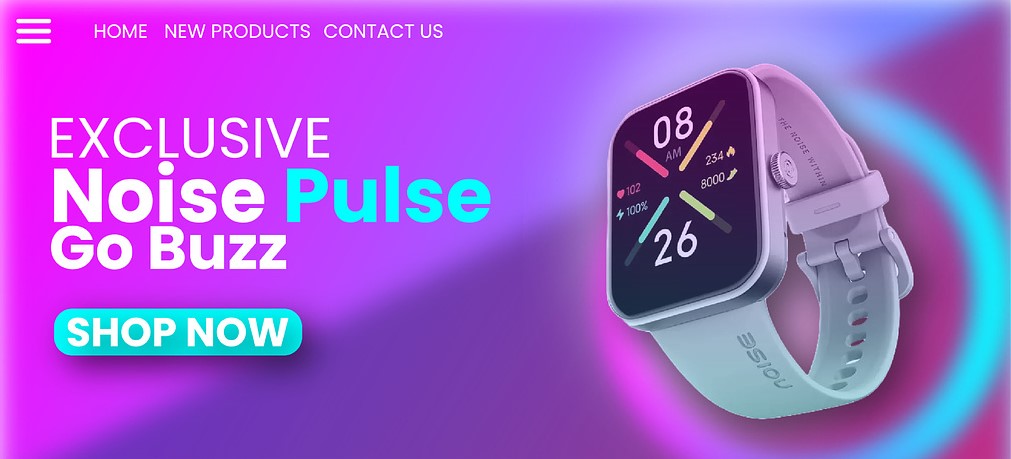 HOME NEW PRODUCTS CONTACT US
EXCLUSIVE
Noise Pulse
Go Buzz
SHOP NOW
08
AM
234
8000
102
100%
26
THE NOISE WITHIN
noise